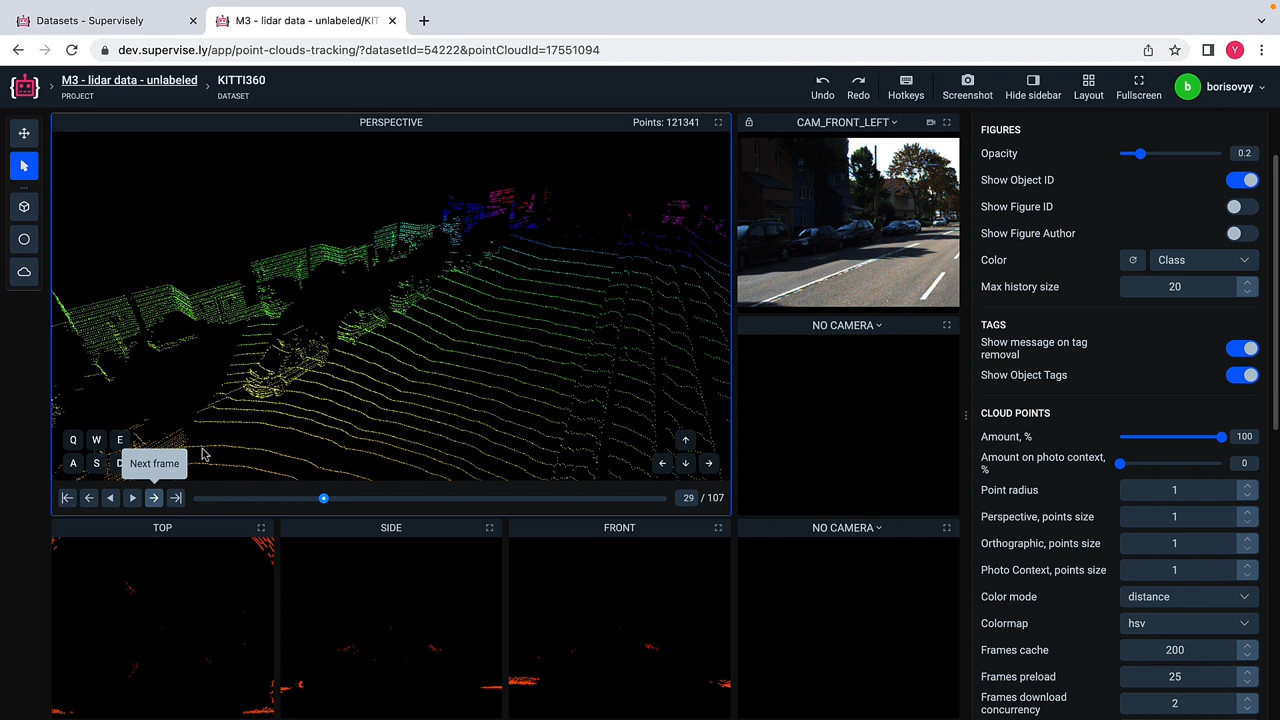 Datasets - Supervisely
M3 - lidar data - unlabeled/KIT
dev.supervise.ly/app/point-clouds-tracking/?datasetId=54222&pointCloudId=17551094
Y
M3 - lidar data - unlabeled
PROJECT
KITTI360
DATASET
Undo
Redo
Hotkeys
Screenshot
Hide sidebar
Layout
Fullscreen
b
borisovyy
PERSPECTIVE
Points: 121341
CAM_FRONT_LEFT
NO CAMERA
Q W E
A S D
Next frame
29 / 107
TOP
SIDE
FRONT
NO CAMERA
FIGURES
Opacity
0.2
Show Object ID
Show Figure ID
Show Figure Author
Color
Class
Max history size
20
TAGS
Show message on tag
removal
Show Object Tags
CLOUD POINTS
Amount, %
100
Amount on photo context,
%
0
Point radius
1
Perspective, points size
1
Orthographic, points size
1
Photo Context, points size
1
Color mode
distance
Colormap
hsv
Frames cache
200
Frames preload
25
Frames download
concurrency
2